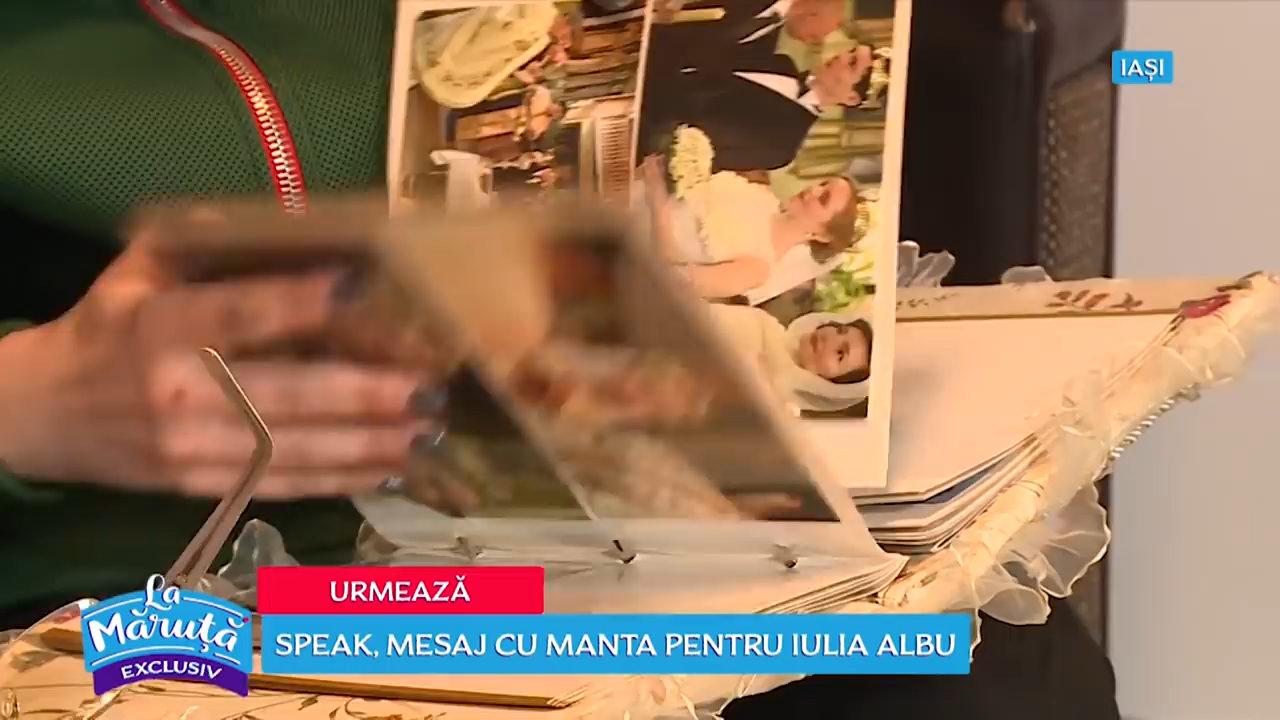 IAȘI
URMEAZĂ
SPEAK, MESAJ CU MANTA PENTRU IULIA ALBU
La
Măruță
EXCLUSIV